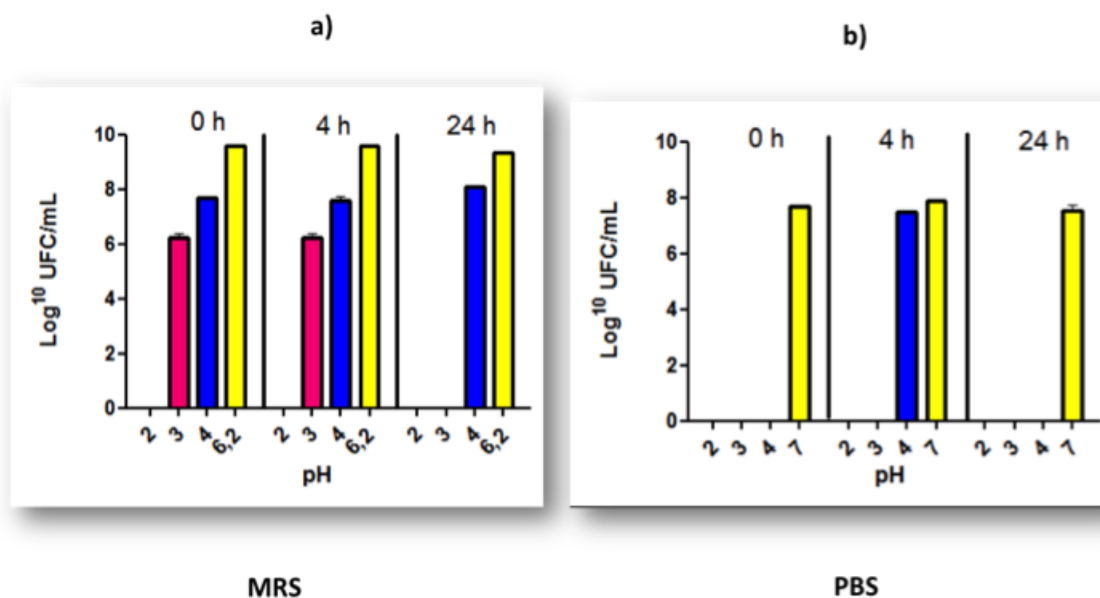 a)
0 h 4 h 24 h
10
8
6
4
2
0
Log10 UFC/mL
2 3 4 6,2 2 3 4 6,2 2 3 4 6,2
pH
MRS
b)
0 h 4 h 24 h
10
8
6
4
2
0
Log10 UFC/mL
2 3 4 7 2 3 4 7 2 3 4 7
pH
PBS